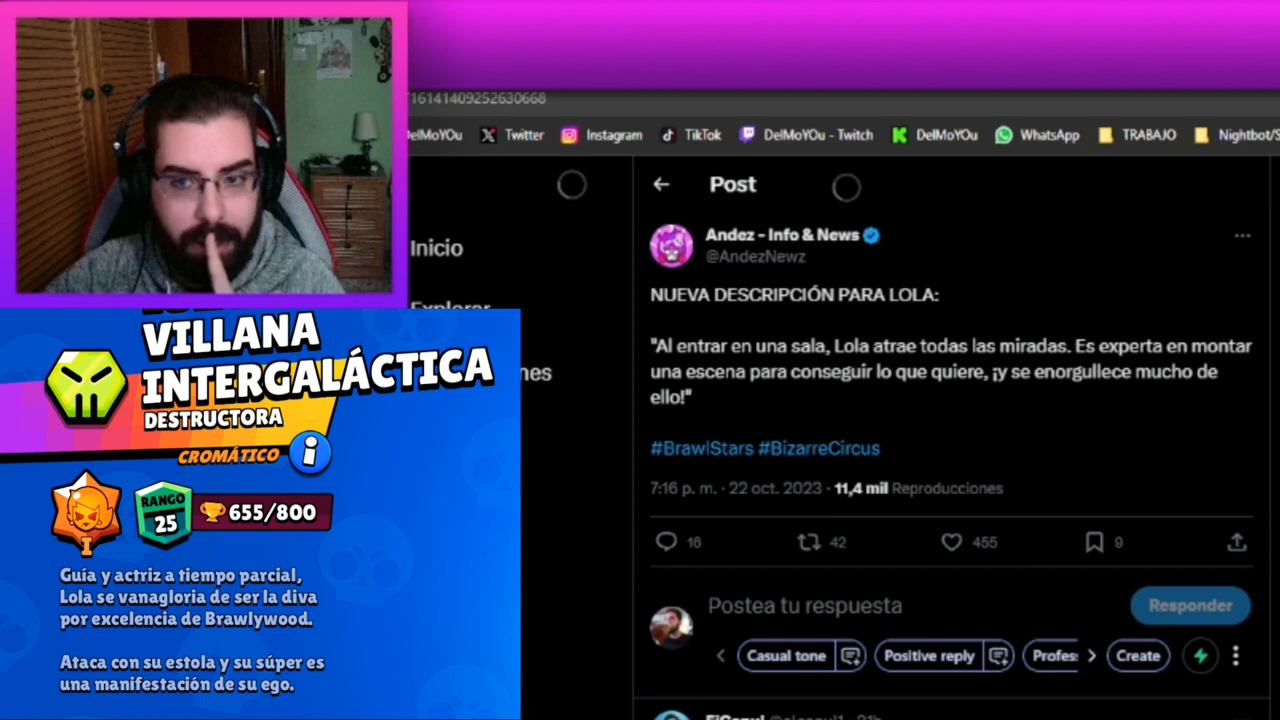 161414092526​30668
DelMoYOu
Twitter
Instagram
TikTok
DelMoYOu - Twitch
DelMoYOu
WhatsApp
TRABAJO
Nightbot/S
Inicio
Explorar
nes
VILLANA
INTERGALÁCTICA
DESTRUCTORA
CROMÁTICO
i
RANGO
25
655/800
I
Guía y actriz a tiempo parcial,
Lola se vanagloria de ser la diva
por excelencia de Brawlywood.
Ataca con su estola y su súper es
una manifestación de su ego.
Post
Andez - Info & News
@AndezNewz
NUEVA DESCRIPCIÓN PARA LOLA:
"Al entrar en una sala, Lola atrae todas las miradas. Es experta en montar
una escena para conseguir lo que quiere, ¡y se enorgullece mucho de
ello!"
#BrawlStars #BizarreCircus
7:16 p. m. · 22 oct. 2023 · 11,4 mil Reproducciones
16
42
455
9
Postea tu respuesta
Responder
Casual tone
Positive reply
Profes
Create